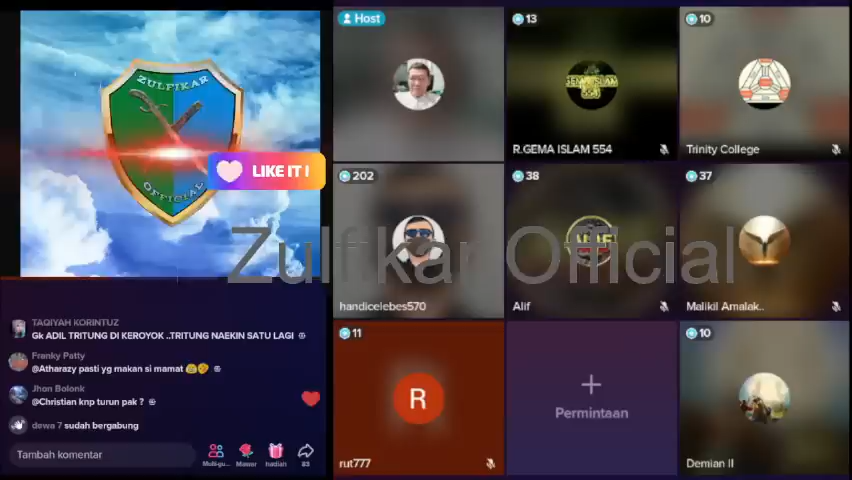 ZULFIKAR
OFFICIAL
LIKE IT !
Host
13
R.GEMA ISLAM 554
10
Trinity College
202
handicelebes570
38
Alif
37
Malikil Amalak..
Zulfikar Official
11
R
rut777
Permintaan
10
Demian II
TAQIYAH KORINTUZ
Gk ADIL TRITUNG DI KEROYOK ..TRITUNG NAEKIN SATU LAGI
Franky Patty
@Atharazy pasti yg makan si mamat
Jhon Bolonk
@Christian knp turun pak ?
dewa 7 sudah bergabung
Tambah komentar
Multi-gu...
Mawar
hadiah
83